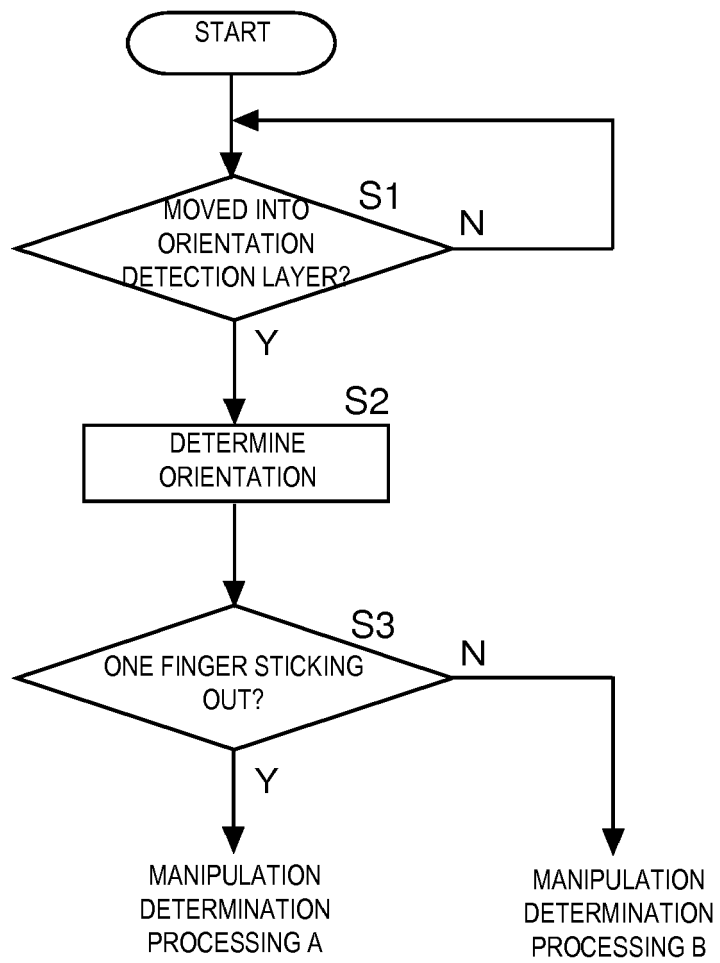 START
S1
MOVED INTO
ORIENTATION
DETECTION LAYER?
N
Y
S2
DETERMINE
ORIENTATION
S3
ONE FINGER STICKING
OUT?
N
Y
MANIPULATION
DETERMINATION
PROCESSING A
MANIPULATION
DETERMINATION
PROCESSING B